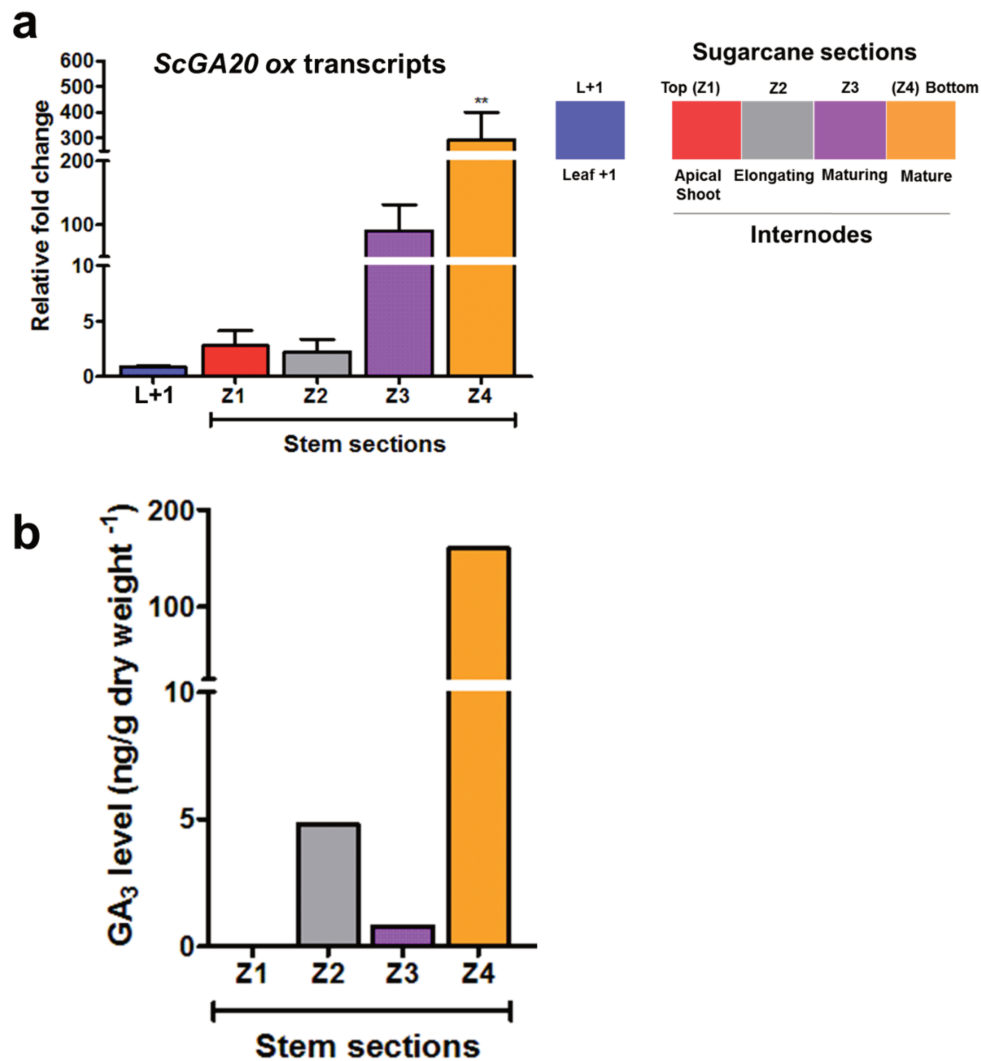 a
ScGA20 ox transcripts
Relative fold change
600
500
400
300
200
100
10
5
0
**
L+1 Z1 Z2 Z3 Z4
Stem sections
Sugarcane sections
L+1 Top (Z1) Z2 Z3 (Z4) Bottom
Leaf +1 Apical Elongating Maturing Mature
Shoot
Internodes
b
GA₃ level (ng/g dry weight ⁻¹)
200
100
10
5
0
Z1 Z2 Z3 Z4
Stem sections